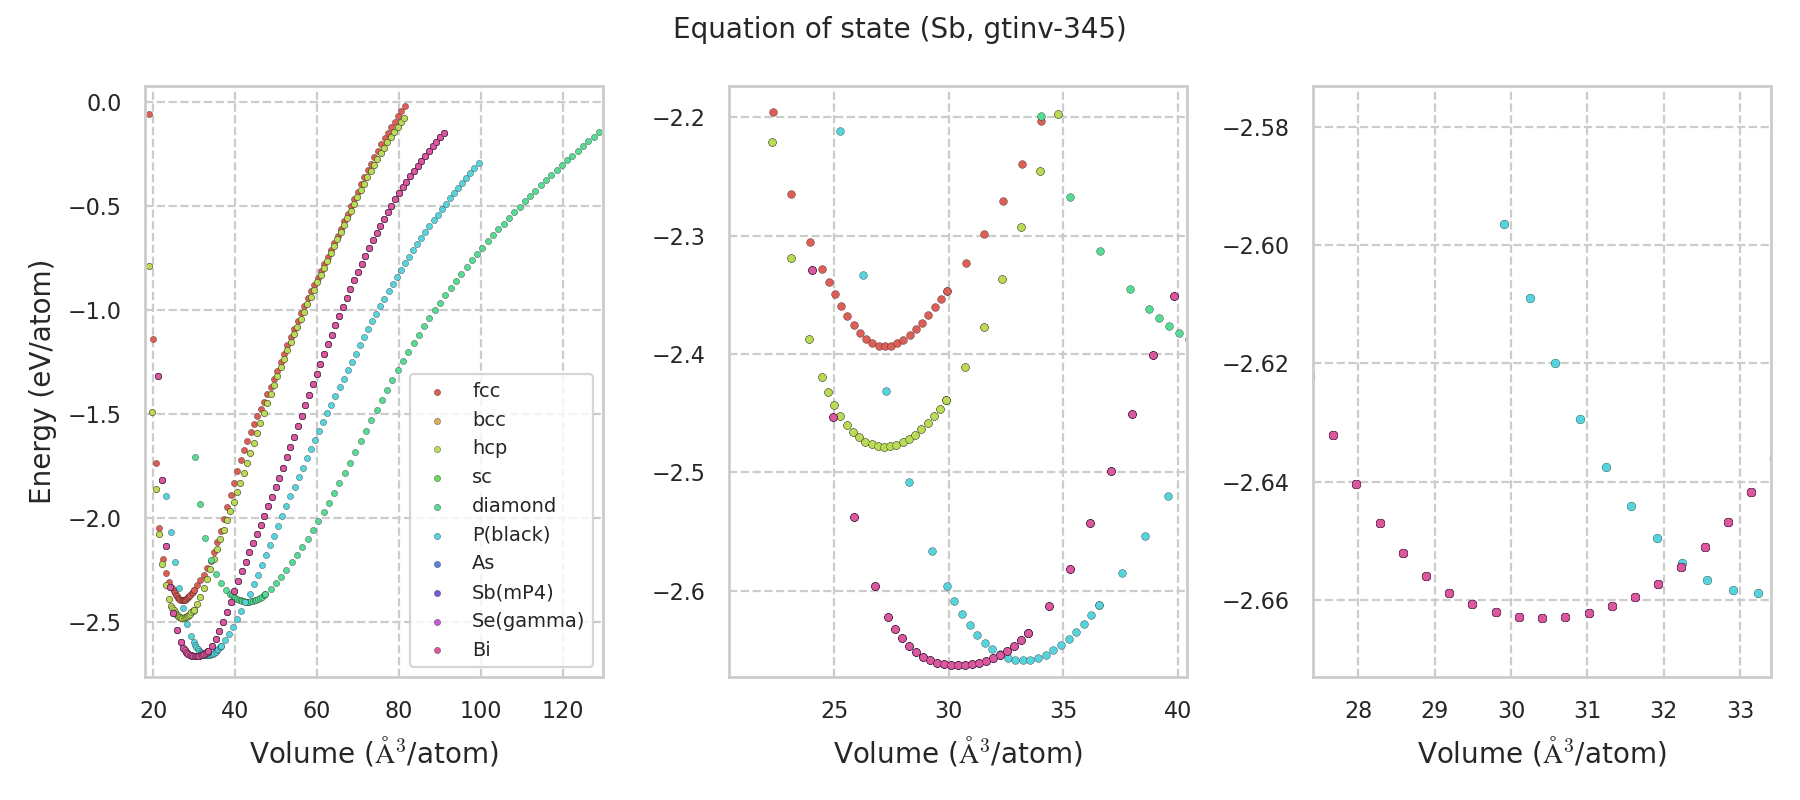 Equation of state (Sb, gtinv-345)
Energy (eV/atom)
0.0
−0.5
−1.0
−1.5
−2.0
−2.5
20 40 60 80 100 120
Volume (Å³/atom)
fcc
bcc
hcp
sc
diamond
P(black)
As
Sb(mP4)
Se(gamma)
Bi
−2.2
−2.3
−2.4
−2.5
−2.6
25 30 35 40
Volume (Å³/atom)
−2.58
−2.60
−2.62
−2.64
−2.66
28 29 30 31 32 33
Volume (Å³/atom)